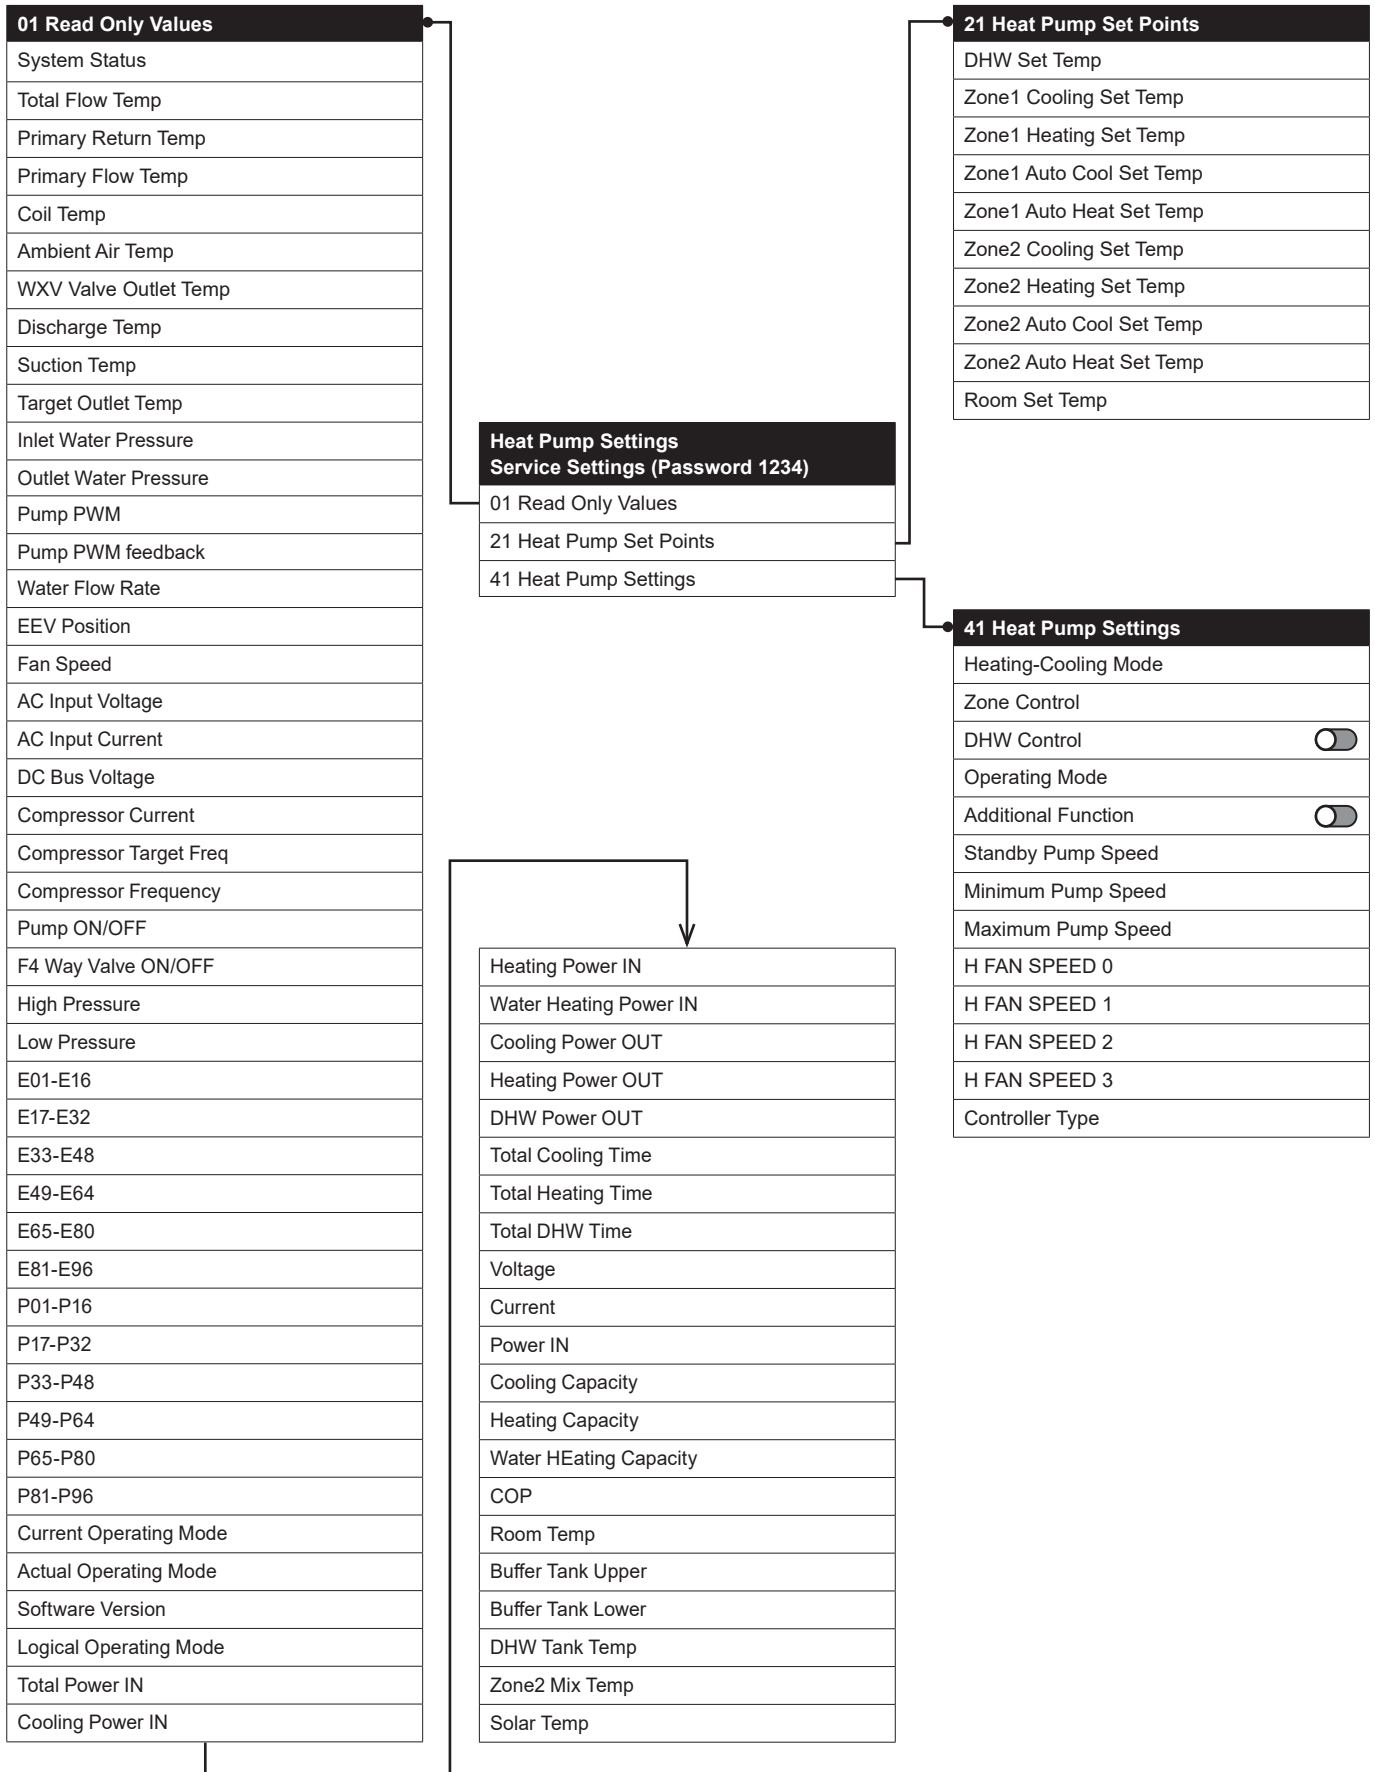 01 Read Only Values
System Status
Total Flow Temp
Primary Return Temp
Primary Flow Temp
Coil Temp
Ambient Air Temp
WXV Valve Outlet Temp
Discharge Temp
Suction Temp
Target Outlet Temp
Inlet Water Pressure
Outlet Water Pressure
Pump PWM
Pump PWM feedback
Water Flow Rate
EEV Position
Fan Speed
AC Input Voltage
AC Input Current
DC Bus Voltage
Compressor Current
Compressor Target Freq
Compressor Frequency
Pump ON/OFF
F4 Way Valve ON/OFF
High Pressure
Low Pressure
E01-E16
E17-E32
E33-E48
E49-E64
E65-E80
E81-E96
P01-P16
P17-P32
P33-P48
P49-P64
P65-P80
P81-P96
Current Operating Mode
Actual Operating Mode
Software Version
Logical Operating Mode
Total Power IN
Cooling Power IN
Heat Pump Settings
Service Settings (Password 1234)
01 Read Only Values
21 Heat Pump Set Points
41 Heat Pump Settings
Heating Power IN
Water Heating Power IN
Cooling Power OUT
Heating Power OUT
DHW Power OUT
Total Cooling Time
Total Heating Time
Total DHW Time
Voltage
Current
Power IN
Cooling Capacity
Heating Capacity
Water HEating Capacity
COP
Room Temp
Buffer Tank Upper
Buffer Tank Lower
DHW Tank Temp
Zone2 Mix Temp
Solar Temp
21 Heat Pump Set Points
DHW Set Temp
Zone1 Cooling Set Temp
Zone1 Heating Set Temp
Zone1 Auto Cool Set Temp
Zone1 Auto Heat Set Temp
Zone2 Cooling Set Temp
Zone2 Heating Set Temp
Zone2 Auto Cool Set Temp
Zone2 Auto Heat Set Temp
Room Set Temp
41 Heat Pump Settings
Heating-Cooling Mode
Zone Control
DHW Control
Operating Mode
Additional Function
Standby Pump Speed
Minimum Pump Speed
Maximum Pump Speed
H FAN SPEED 0
H FAN SPEED 1
H FAN SPEED 2
H FAN SPEED 3
Controller Type